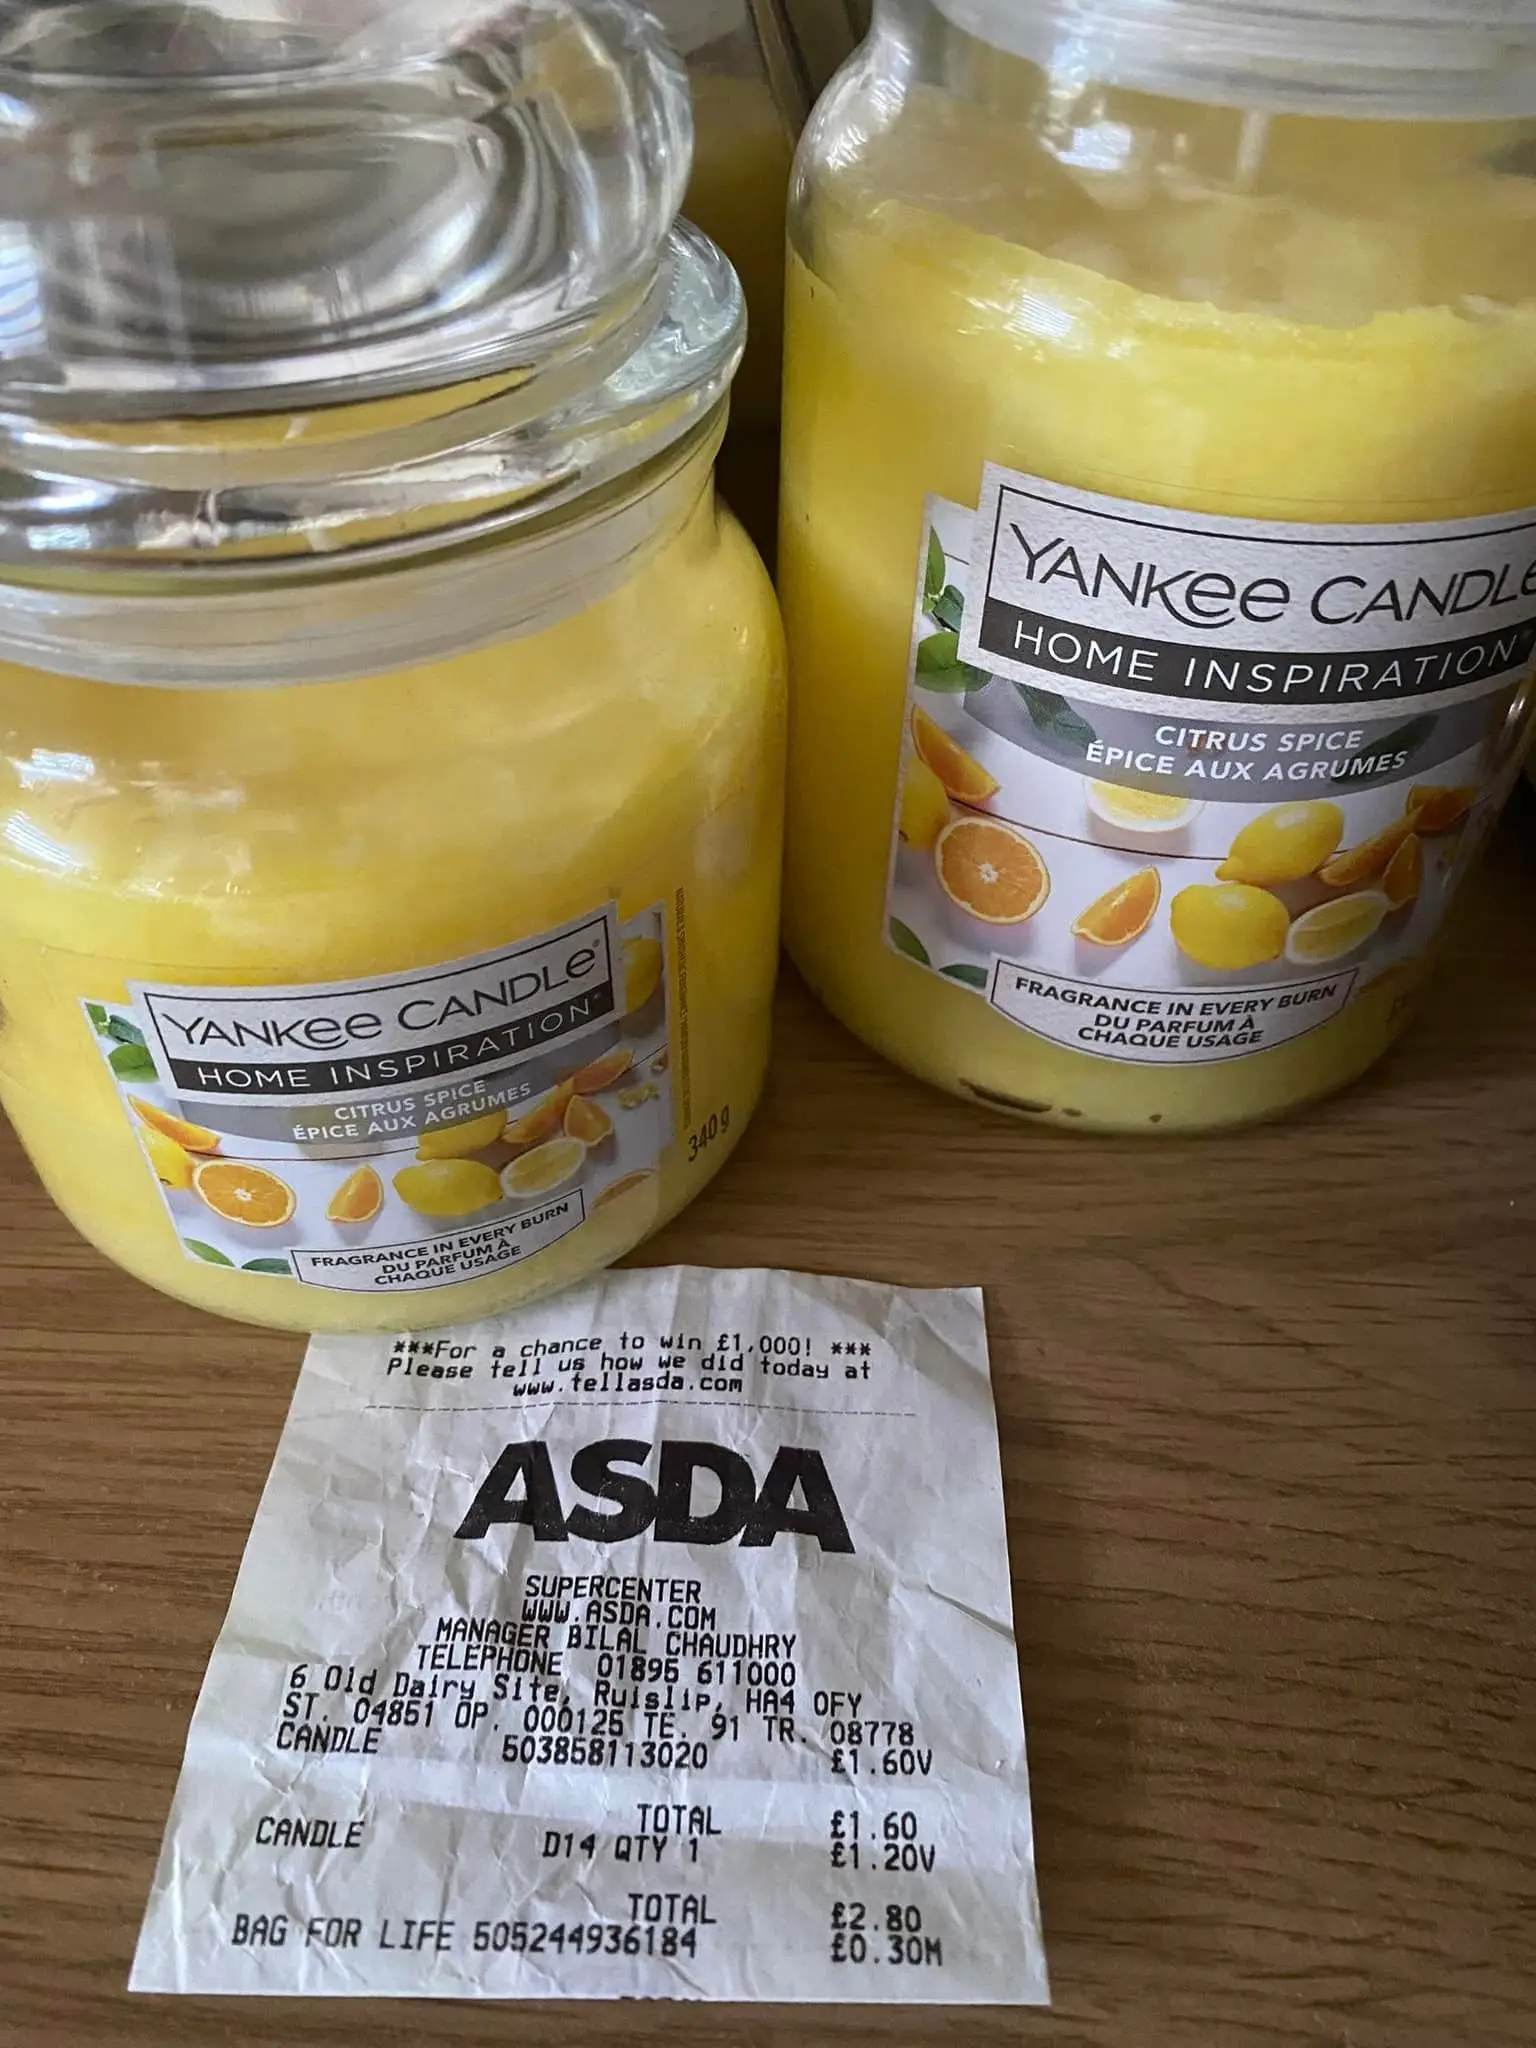 YANKEE CANDLE
HOME INSPIRATION
CITRUS SPICE
ÉPICE AUX AGRUMES
FRAGRANCE IN EVERY BURN
DU PARFUM À
CHAQUE USAGE
YANKEE CANDLE®
HOME INSPIRATION™
CITRUS SPICE
ÉPICE AUX AGRUMES
FRAGRANCE IN EVERY BURN
DU PARFUM À
CHAQUE USAGE
340 g
***For a chance to win £1,000! ***
Please tell us how we did today at
www.tellasda.com
ASDA
SUPERCENTER
WWW.ASDA.COM
MANAGER BILAL CHAUDHRY
TELEPHONE 01895 611000
6 Old Dairy Site, Ruislip, HA4 0FY
ST. 04851 OP. 000125 TE. 91 TR. 08778
CANDLE 503858113020 £1.60V
TOTAL £1.60
CANDLE D14 QTY 1 £1.20V
TOTAL £2.80
BAG FOR LIFE 505244936184 £0.30M